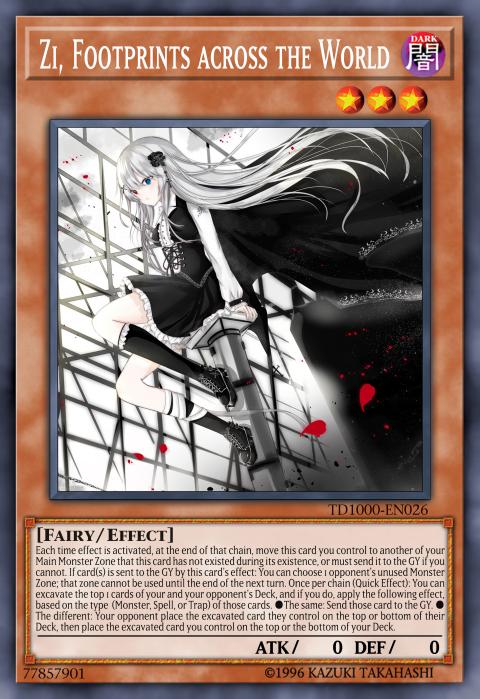 Zi, Footprints across the World
DARK
闇
TD1000-EN026
[Fairy/Effect]
Each time effect is activated, at the end of that chain, move this card you control to another of your
Main Monster Zone that this card has not existed during its existence, or must send it to the GY if you
cannot. If card(s) is sent to the GY by this card's effect: You can choose 1 opponent's unused Monster
Zone; that zone cannot be used until the end of the next turn. Once per chain (Quick Effect): You can
excavate the top 1 cards of your and your opponent's Deck, and if you do, apply the following effect,
based on the type (Monster, Spell, or Trap) of those cards. ●The same: Send those card to the GY. ●
The different: Your opponent place the excavated card they control on the top or bottom of their
Deck, then place the excavated card you control on the top or the bottom of your Deck.
ATK/ 0 DEF/ 0
77857901 ©1996 KAZUKI TAKAHASHI